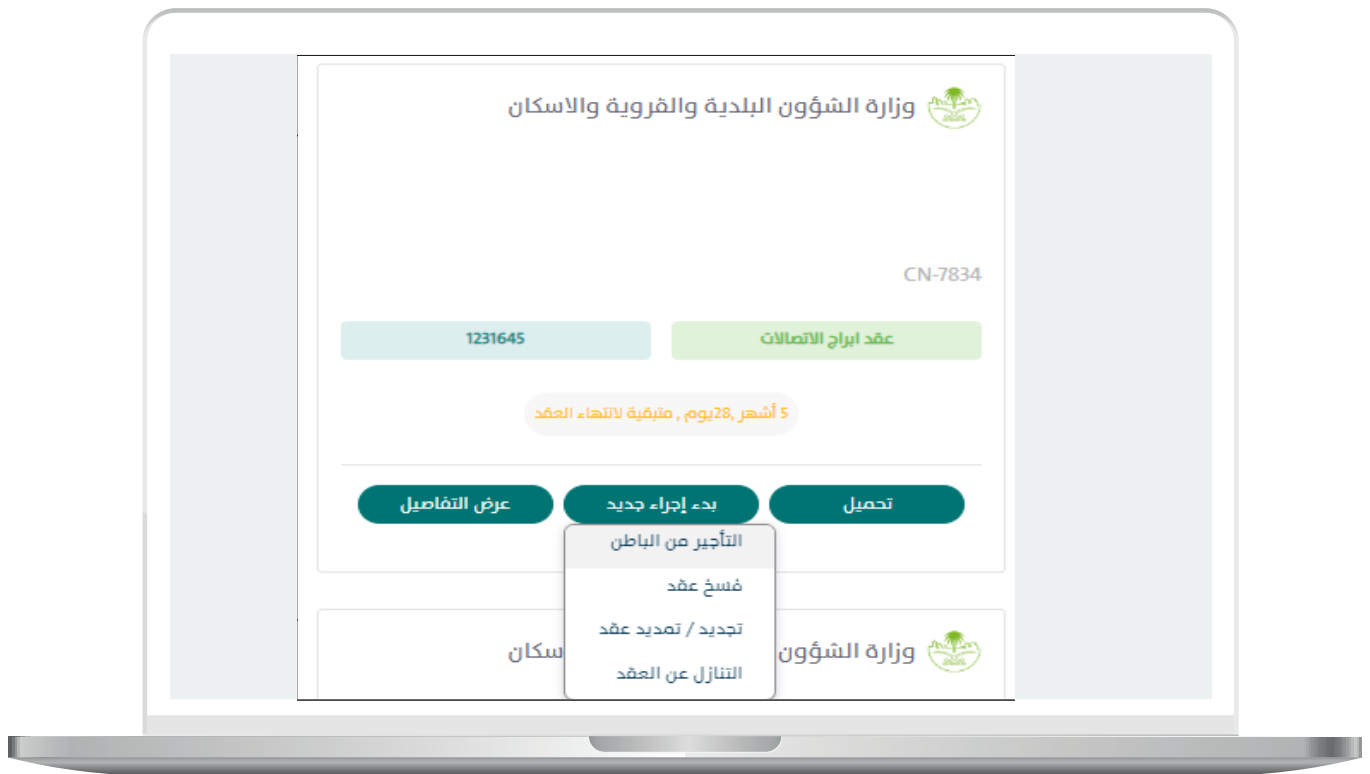 وزارة الشؤون البلدية والقروية والاسكان
CN-7834
عقد ابراج الاتصالات
1231645
5 أشهر ,28يوم , متبقية لانتهاء العقد
تحميل
بدء إجراء جديد
عرض التفاصيل
التأجير من الباطن
فسخ عقد
تجديد / تمديد عقد
التنازل عن العقد
وزارة الشؤون سكان